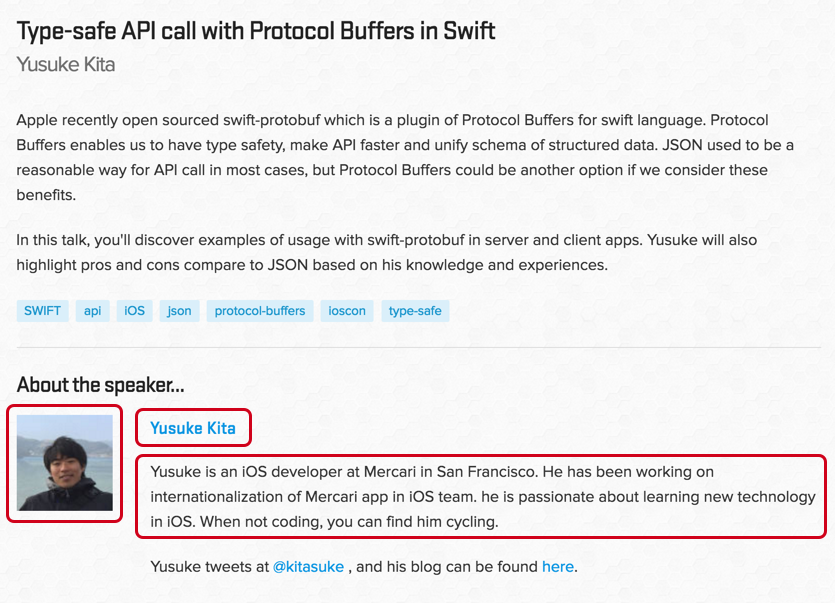 Type-safe API call with Protocol Buffers in Swift
Yusuke Kita
Apple recently open sourced swift-protobuf which is a plugin of Protocol Buffers for swift language. Protocol
Buffers enables us to have type safety, make API faster and unify schema of structured data. JSON used to be a
reasonable way for API call in most cases, but Protocol Buffers could be another option if we consider these
benefits.
In this talk, you'll discover examples of usage with swift-protobuf in server and client apps. Yusuke will also
highlight pros and cons compare to JSON based on his knowledge and experiences.
SWIFT api iOS json protocol-buffers ioscon type-safe
About the speaker...
Yusuke Kita
Yusuke is an iOS developer at Mercari in San Francisco. He has been working on
internationalization of Mercari app in iOS team. he is passionate about learning new technology
in iOS. When not coding, you can find him cycling.
Yusuke tweets at @kitasuke , and his blog can be found here.